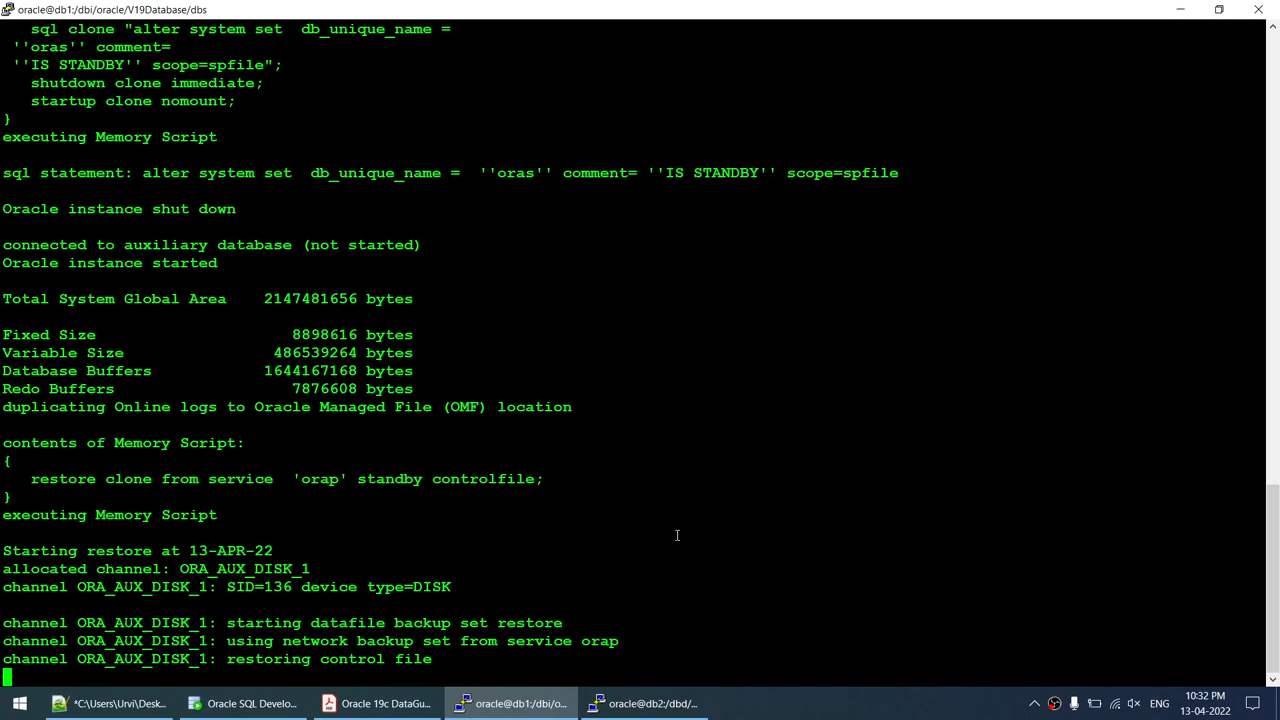 oracle@db1:/dbi/oracle/V19Database/dbs
sql clone "alter system set  db_unique_name =
''oras'' comment=
''IS STANDBY'' scope=spfile";
shutdown clone immediate;
startup clone nomount;
}
executing Memory Script
sql statement: alter system set  db_unique_name =  ''oras'' comment= ''IS STANDBY'' scope=spfile
Oracle instance shut down
connected to auxiliary database (not started)
Oracle instance started
Total System Global Area    2147481656 bytes
Fixed Size                     8898616 bytes
Variable Size                486539264 bytes
Database Buffers            1644167168 bytes
Redo Buffers                   7876608 bytes
duplicating Online logs to Oracle Managed File (OMF) location
contents of Memory Script:
{
restore clone from service  'orap' standby controlfile;
}
executing Memory Script
Starting restore at 13-APR-22
allocated channel: ORA_AUX_DISK_1
channel ORA_AUX_DISK_1: SID=136 device type=DISK
channel ORA_AUX_DISK_1: starting datafile backup set restore
channel ORA_AUX_DISK_1: using network backup set from service orap
channel ORA_AUX_DISK_1: restoring control file
*C:\Users\Urvi\Desk... Oracle SQL Develo... Oracle 19c DataGu... oracle@db1:/dbi/o... oracle@db2:/dbd/... ENG 10:32 PM
13-04-2022